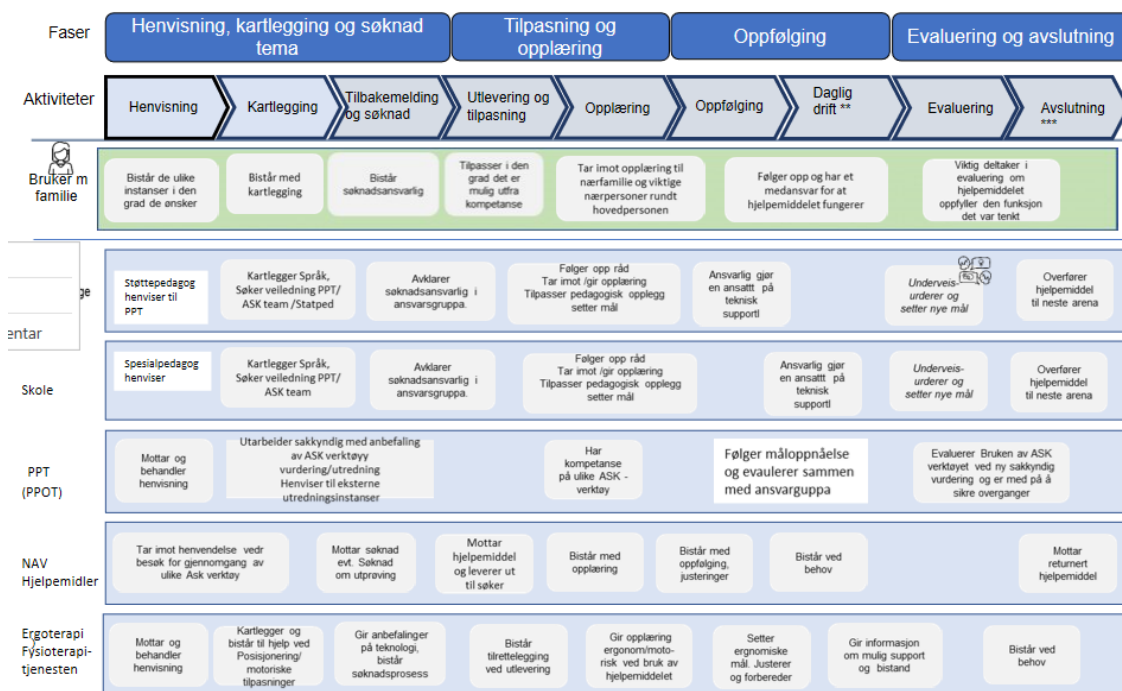 Faser
Henvisning, kartlegging og søknad
tema
Tilpasning og
opplæring
Oppfølging
Evaluering og avslutning
Aktiviteter
Henvisning
Kartlegging
Tilbakemelding
og søknad
Utlevering og
tilpasning
Opplæring
Oppfølging
Daglig
drift **
Evaluering
Avslutning
***
Bruker m
familie
Bistår de ulike
instanser i den
grad de ønsker
Bistår med
kartlegging
Bistår
søknadsansvarlig
Tilpasser i den
grad det er
mulig utfra
kompetanse
Tar imot opplæring til
nærfamilie og viktige
nærpersoner rundt
hovedpersonen
Følger opp og har et
medansvar for at
hjelpemiddelet fungerer
Viktig deltaker i
evaluering om
hjelpemiddelet
oppfyller den funksjon
det var tenkt
ge
entar
Støttepedagog
henviser til
PPT
Kartlegger Språk,
Søker veiledning PPT/
ASK team /Statped
Avklarer
søknadsansvarlig i
ansvarsgruppa.
Følger opp råd
Tar imot /gir opplæring
Tilpasser pedagogisk opplegg
setter mål
Ansvarlig gjør
en ansatt på
teknisk
supportl
Underveis-
urderer og
setter nye mål
Overfører
hjelpemiddel
til neste arena
Skole
Spesialpedagog
henviser
Kartlegger Språk,
Søker veiledning PPT/
ASK team
Avklarer
søknadsansvarlig i
ansvarsgruppa.
Følger opp råd
Tar imot /gir opplæring
Tilpasser pedagogisk opplegg
setter mål
Ansvarlig gjør
en ansattt på
teknisk
supportl
Underveis-
urderer og
setter nye mål
Overfører
hjelpemiddel
til neste arena
PPT
(PPOT)
Mottar og
behandler
henvisning
Utarbeider sakkyndig med anbefaling
av ASK verktøyy
vurdering/utredning
Henviser til eksterne
utredningsinstanser
Har
kompetanse
på ulike ASK -
verktøy
Følger måloppnåelse
og evaulerer sammen
med ansvarguppa
Evaluerer Bruken av ASK
verktøyet ved ny sakkyndig
vurdering og er med på å
sikre overganger
NAV
Hjelpemidler
Tar imot henvendelse vedr
besøk for gjennomgang av
ulike Ask verktøy
Mottar søknad
evt. Søknad
om utprøving
Mottar
hjelpemiddel
og leverer ut
til søker
Bistår med
opplæring
Bistår med
oppfølging,
justeringer
Bistår ved
behov
Mottar
returnert
hjelpemiddel
Ergoterapi
Fysioterapi-
tjenesten
Mottar og
behandler
henvisning
Kartlegger og
bistår til hjelp ved
Posisjonering/
motoriske
tilpasninger
Gir anbefalinger
på teknologi,
bistår
søknadsprosess
Bistår
tilrettelegging
ved utlevering
Gir opplæring
ergonom/moto-
risk ved bruk av
hjelpemiddelet
Setter
ergonomiske
mål. Justerer
og forbereder
Gir informasjon
om mulig support
og bistand
Bistår ved
behov